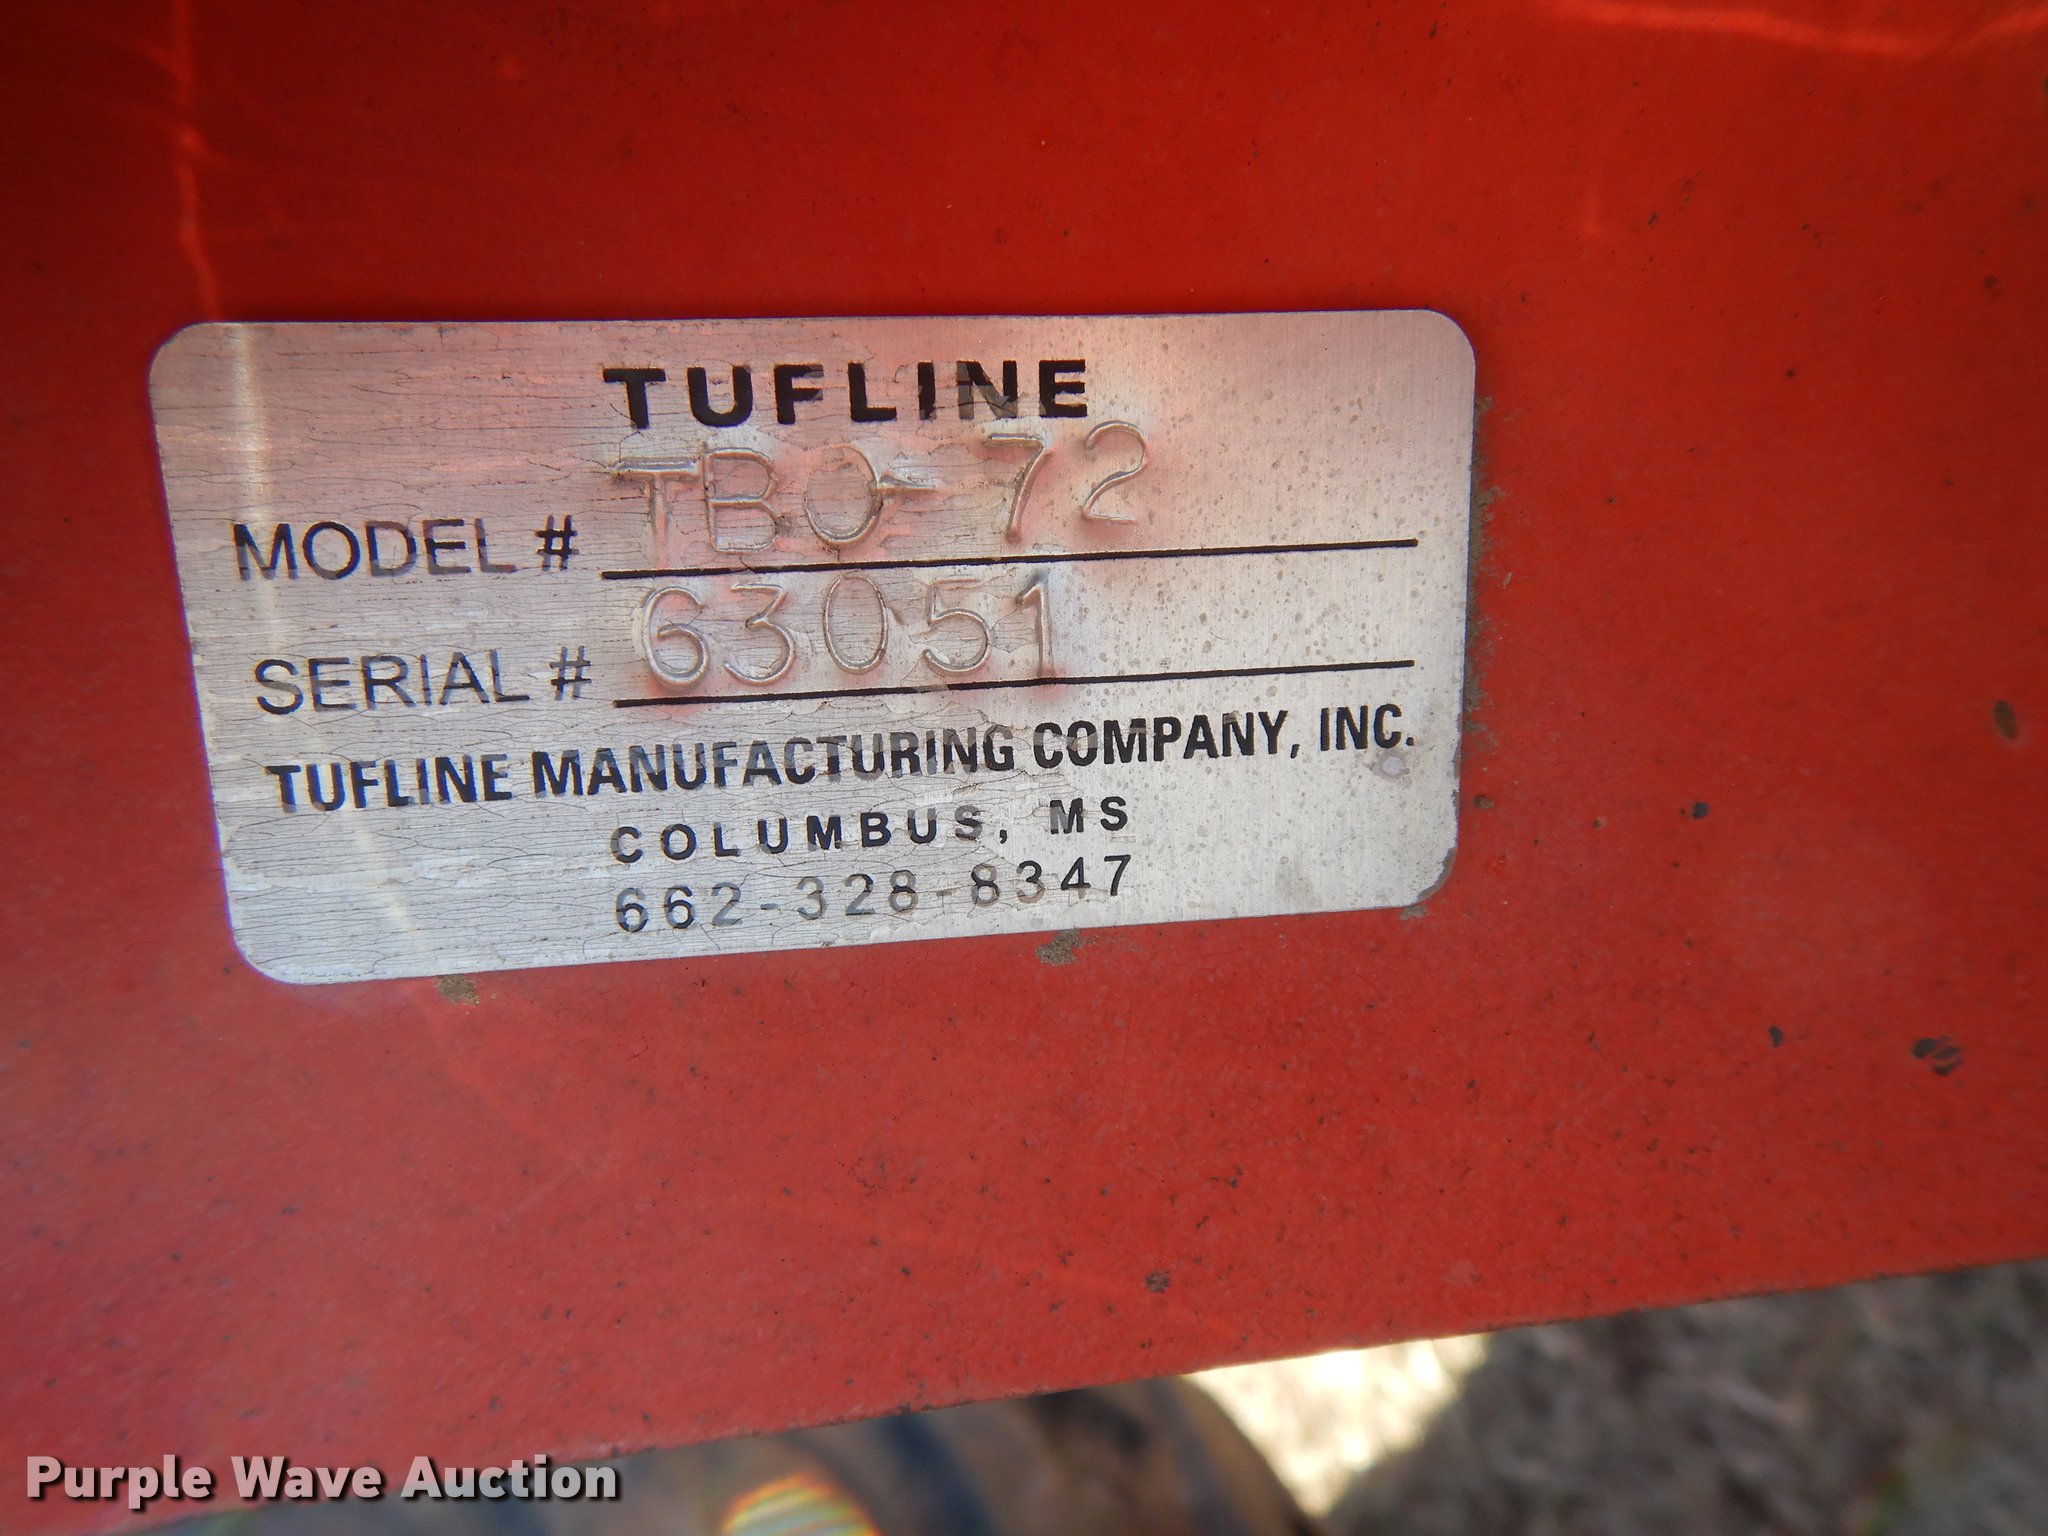 TUFLINE
MODEL # TBO-72
SERIAL # 63051
TUFLINE MANUFACTURING COMPANY, INC.
COLUMBUS, MS
662-328-8347
Purple Wave Auction